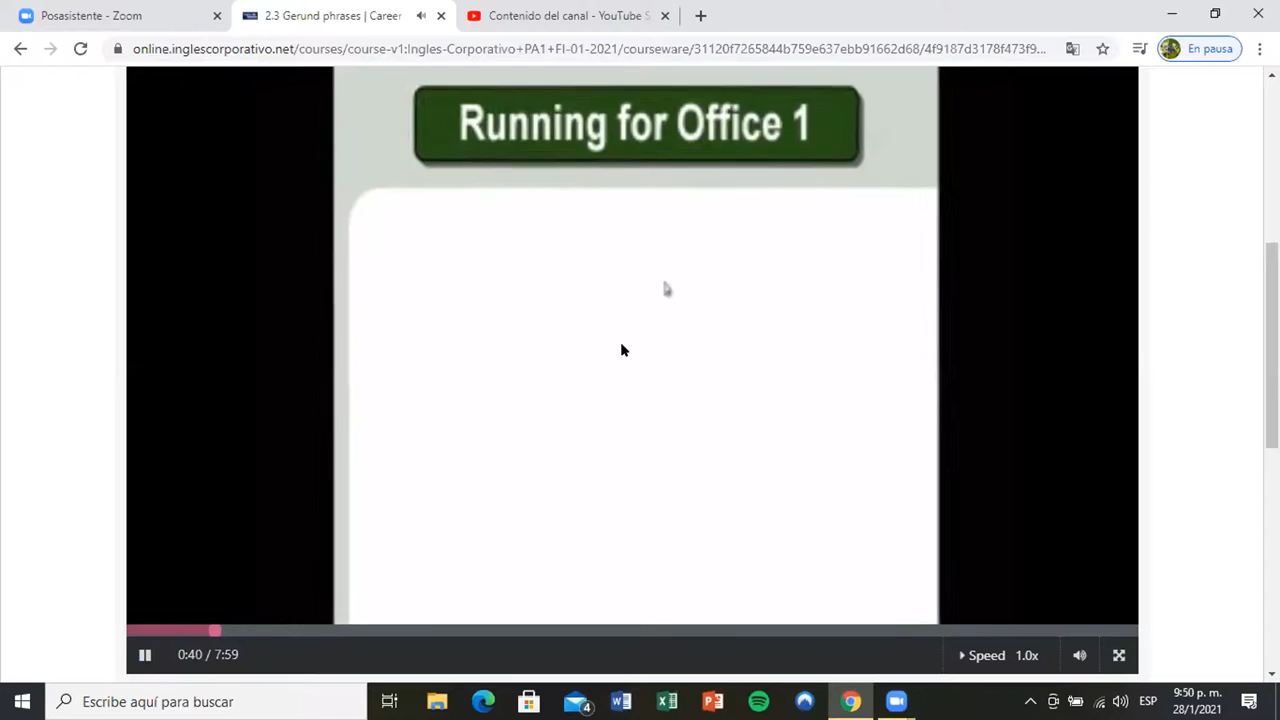 Posasistente - Zoom
2.3 Gerund phrases | Career
Contenido del canal - YouTube S
online.inglescorporativo.net/courses/course-v1:Ingles-Corporativo+PA1+FI-01-2021/courseware/31120f7265844b759e637ebb91662d68/4f9187d3178f473f9...
En pausa
Running for Office 1
0:40 / 7:59
Speed 1.0x
Escribe aquí para buscar
4
ESP
9:50 p. m.
28/1/2021